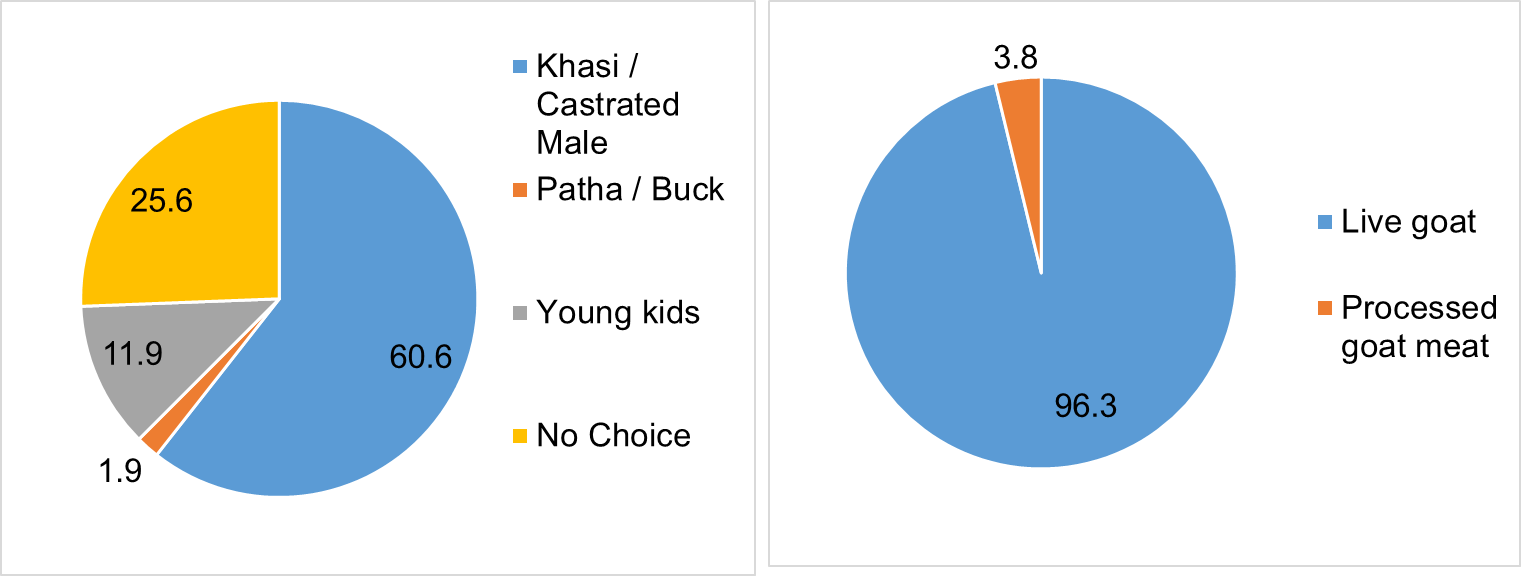 Khasi /
Castrated
Male
Patha / Buck
Young kids
No Choice
25.6
11.9
60.6
1.9
3.8
Live goat
Processed
goat meat
96.3